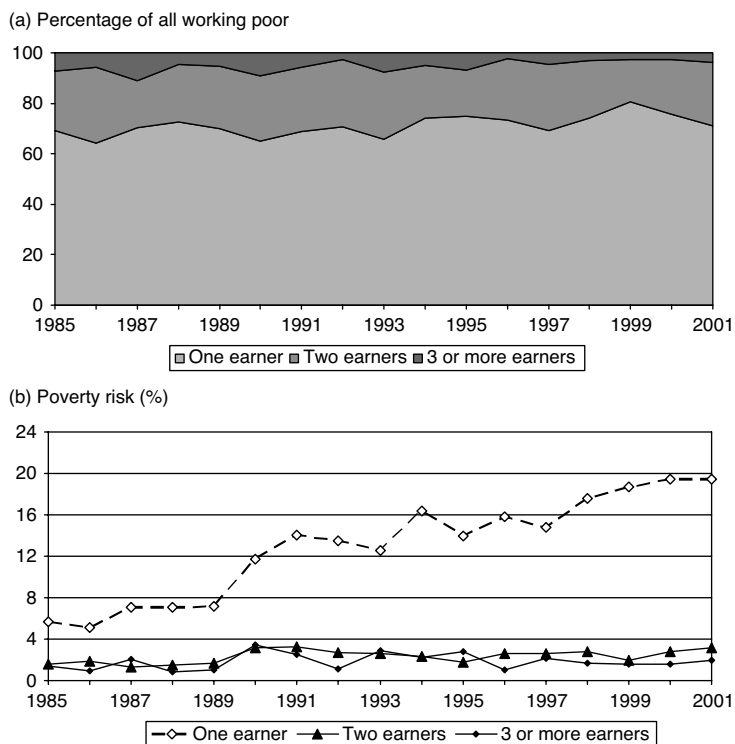 (a) Percentage of all working poor
100
80
60
40
20
0
1985 1987 1989 1991 1993 1995 1997 1999 2001
One earner Two earners 3 or more earners
(b) Poverty risk (%)
24
20
16
12
8
4
0
1985 1987 1989 1991 1993 1995 1997 1999 2001
One earner Two earners 3 or more earners